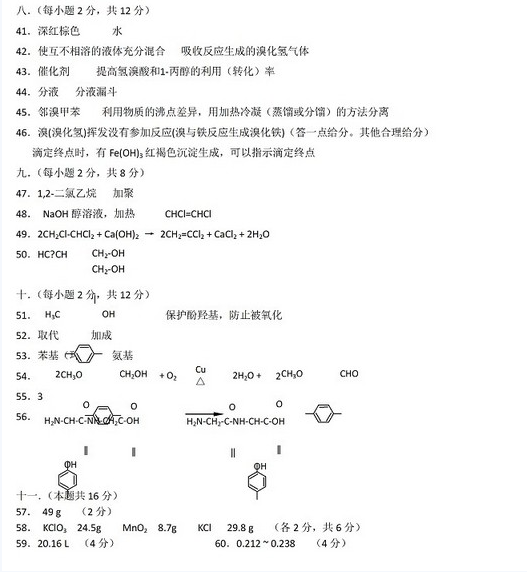 八.（每小题 2 分，共 12 分）
41. 深红棕色 水
42. 使互不相溶的液体充分混合 吸收反应生成的溴化氢气体
43. 催化剂 提高氢溴酸和1-丙醇的利用（转化）率
44. 分液 分液漏斗
45. 邻溴甲苯 利用物质的沸点差异，用加热冷凝（蒸馏或分馏）的方法分离
46. 溴(溴化氢)挥发没有参加反应(溴与铁反应生成溴化铁)（答一点给分。其他合理给分）
滴定终点时，有 Fe(OH)₃ 红褐色沉淀生成，可以指示滴定终点
九.（每小题 2 分，共 8 分）
47. 1,2-二氯乙烷 加聚
48. NaOH 醇溶液，加热 CHCl=CHCl
49. 2CH₂Cl-CHCl₂ + Ca(OH)₂ → 2CH₂=CCl₂ + CaCl₂ + 2H₂O
50. HC?CH CH₂-OH
CH₂-OH
十.（每小题 2 分，共 12 分）
51. H₃C OH 保护酚羟基，防止被氧化
52. 取代 加成
53. 苯基 氨基
54. 2CH₃O CH₂OH + O₂ Cu △ 2H₂O + 2CH₃O CHO
55. 3
56. O O O O
H₂N-CH-C-NH-CH₂C-OH H₂N-CH₂-C-NH-CH-C-OH
‖ ‖ ‖ ‖
OH OH
十一.（本题共 16 分）
57. 49 g （2 分）
58. KClO₃ 24.5g MnO₂ 8.7g KCl 29.8 g （各 2 分，共 6 分）
59. 20.16 L （4 分） 60. 0.212 ~ 0.238 （4 分）